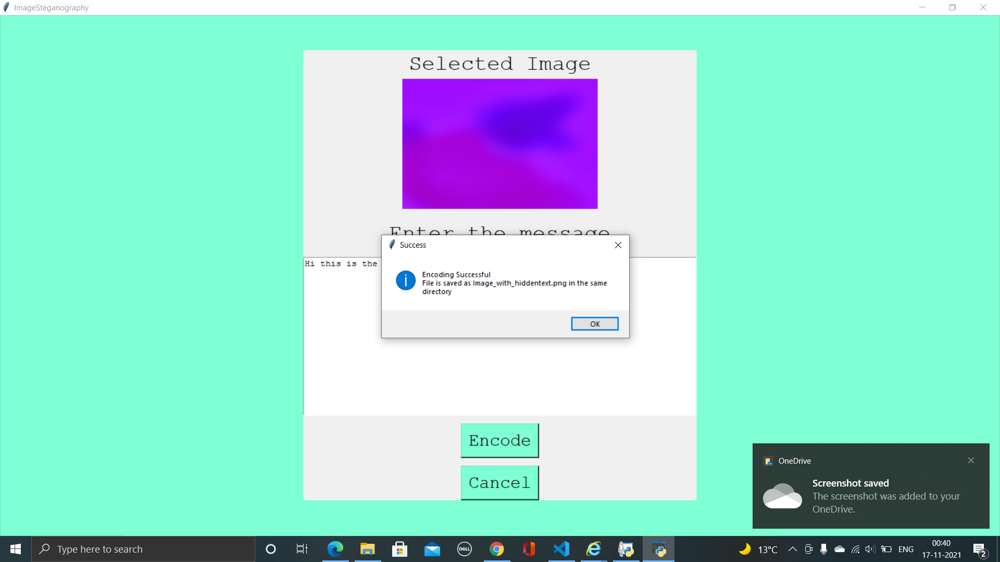 ImageSteganography
Selected Image
Enter the message
Success
Hi this is the
Encoding Successful
File is saved as Image_with_hiddentext.png in the same
directory
OK
Encode
Cancel
OneDrive
Screenshot saved
The screenshot was added to your
OneDrive.
Type here to search
DELL
13°C
ENG
00:40
17-11-2021
2